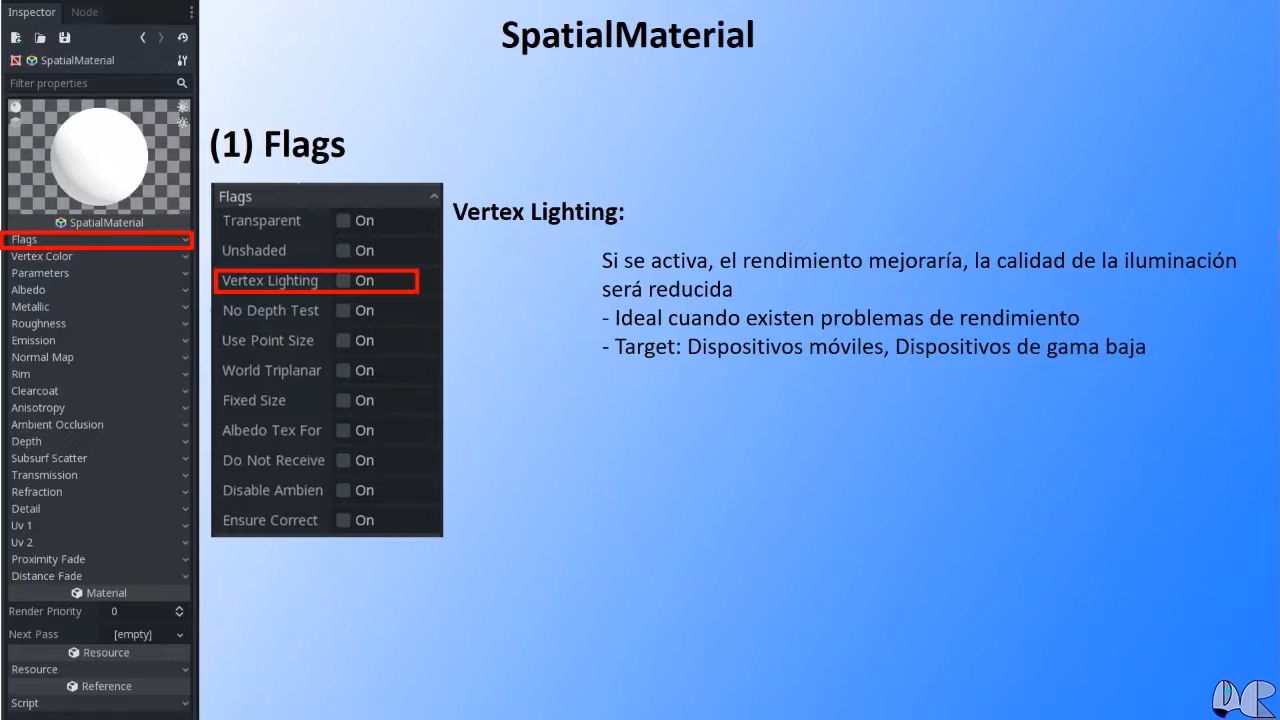 Inspector
Node
SpatialMaterial
Filter properties
SpatialMaterial
Flags
Vertex Color
Parameters
Albedo
Metallic
Roughness
Emission
Normal Map
Rim
Clearcoat
Anisotropy
Ambient Occlusion
Depth
Subsurf Scatter
Transmission
Refraction
Detail
Uv 1
Uv 2
Proximity Fade
Distance Fade
Material
Render Priority 0
Next Pass [empty]
Resource
Resource
Reference
Script
SpatialMaterial
(1) Flags
Flags
Transparent On
Unshaded On
Vertex Lighting On
No Depth Test On
Use Point Size On
World Triplanar On
Fixed Size On
Albedo Tex For On
Do Not Receive On
Disable Ambien On
Ensure Correct On
Vertex Lighting:
Si se activa, el rendimiento mejoraría, la calidad de la iluminación
será reducida
- Ideal cuando existen problemas de rendimiento
- Target: Dispositivos móviles, Dispositivos de gama baja